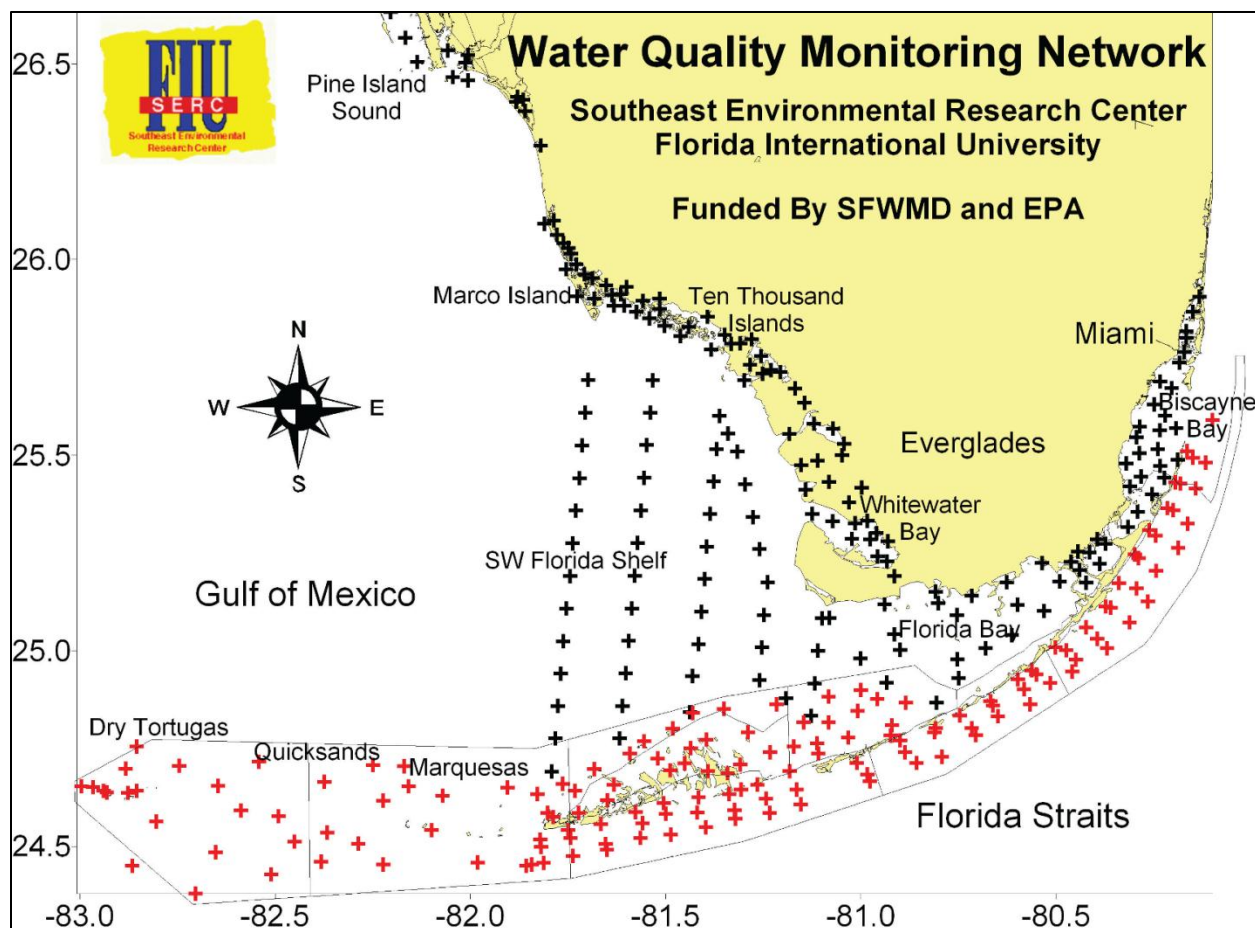 Water Quality Monitoring Network
Southeast Environmental Research Center
Florida International University
Funded By SFWMD and EPA
FIU
SERC
Southeast Environmental
Research Center
Pine Island
Sound
Marco Island
Ten Thousand
Islands
Miami
Biscayne
Bay
Everglades
Whitewater
Bay
N
W
E
S
SW Florida Shelf
Gulf of Mexico
Florida Bay
Dry Tortugas
Quicksands
Marquesas
Florida Straits
26.5
26.0
25.5
25.0
24.5
-83.0
-82.5
-82.0
-81.5
-81.0
-80.5